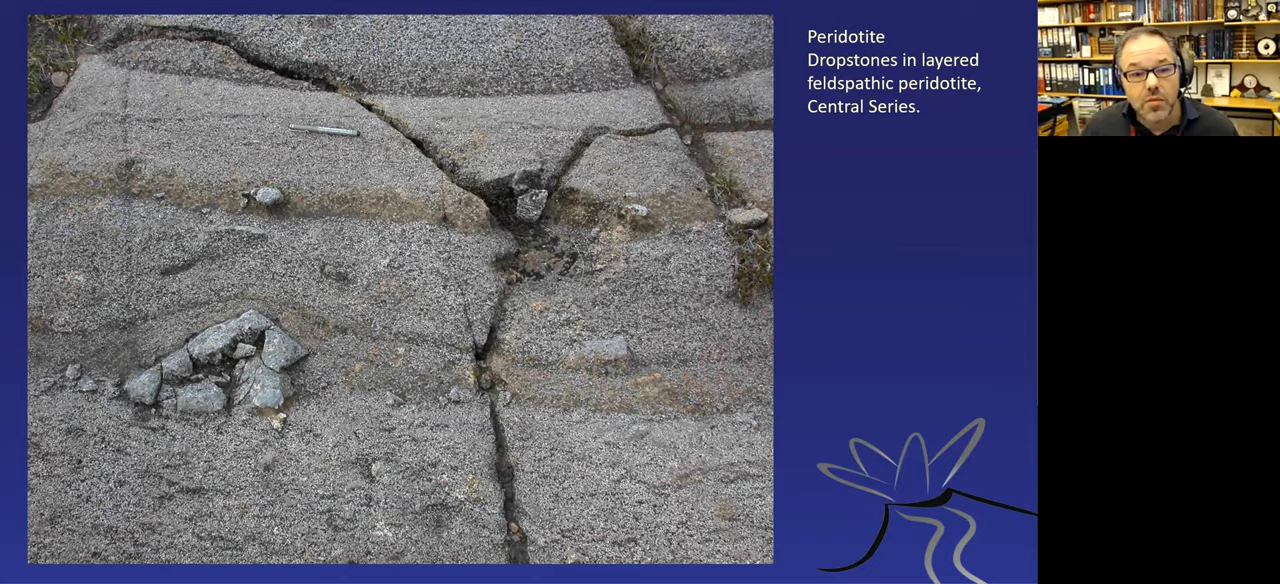 Peridotite
Dropstones in layered
feldspathic peridotite,
Central Series.